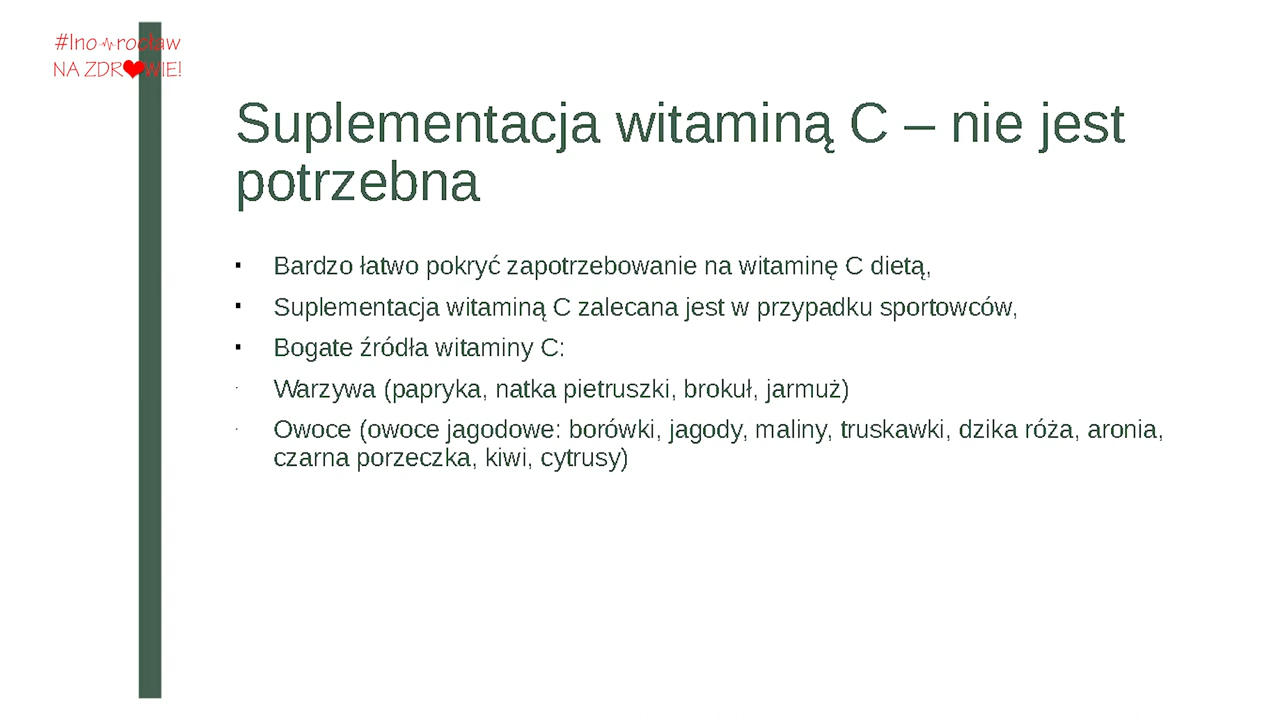 #Ino rocław
NA ZDR WIE!
Suplementacja witaminą C – nie jest
potrzebna
Bardzo łatwo pokryć zapotrzebowanie na witaminę C dietą,
Suplementacja witaminą C zalecana jest w przypadku sportowców,
Bogate źródła witaminy C:
Warzywa (papryka, natka pietruszki, brokuł, jarmuż)
Owoce (owoce jagodowe: borówki, jagody, maliny, truskawki, dzika róża, aronia,
czarna porzeczka, kiwi, cytrusy)